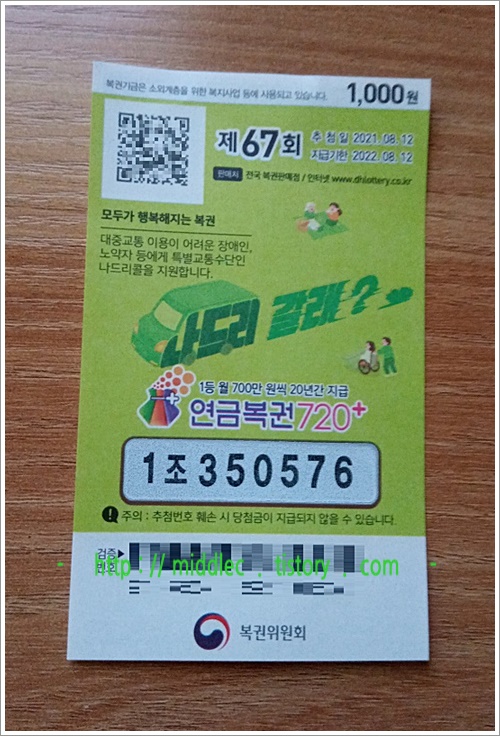 복권기금은 소외계층을 위한 복지사업 등에 사용되고 있습니다. 1,000원
제67회 추첨일 2021. 08. 12
지급기한 2022. 08. 12
판매처 전국 복권판매점 / 인터넷 www.dhlottery.co.kr
모두가 행복해지는 복권
대중교통 이용이 어려운 장애인,
노약자 등에게 특별교통수단인
나드리콜을 지원합니다.
나드리 갈래?
1등 월 700만 원씩 20년간 지급
연금복권720+
1조 350576
! 주의 : 추첨번호 훼손 시 당첨금이 지급되지 않을 수 있습니다.
검증
번호
- http : // middlec . tistory . com -
복권위원회